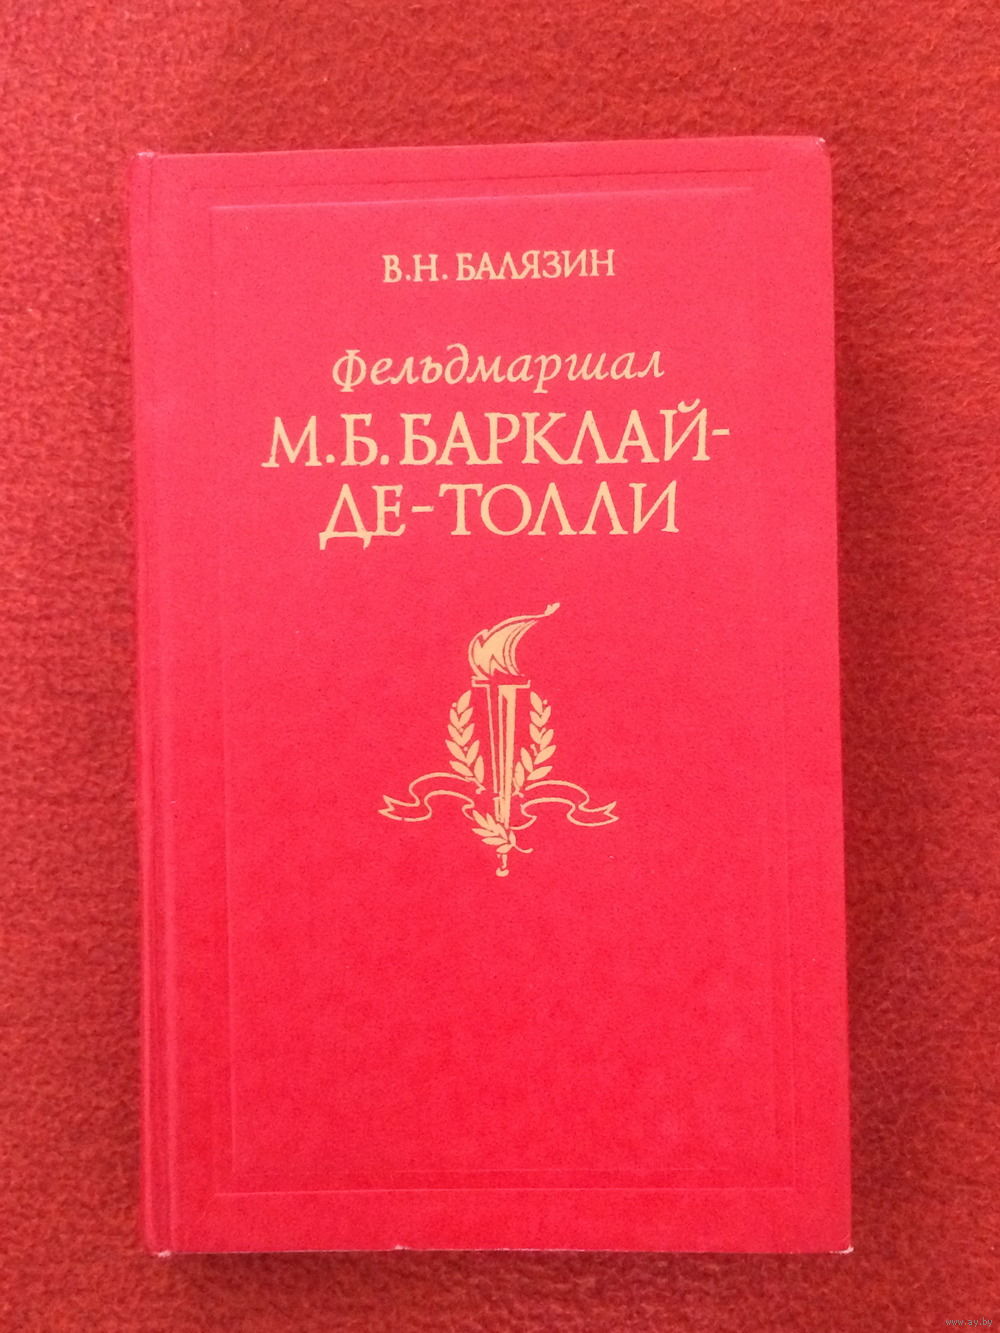 В.Н. БАЛЯЗИН
Фельдмаршал
М.Б. БАРКЛАЙ-
ДЕ-ТОЛЛИ
www.ay.by